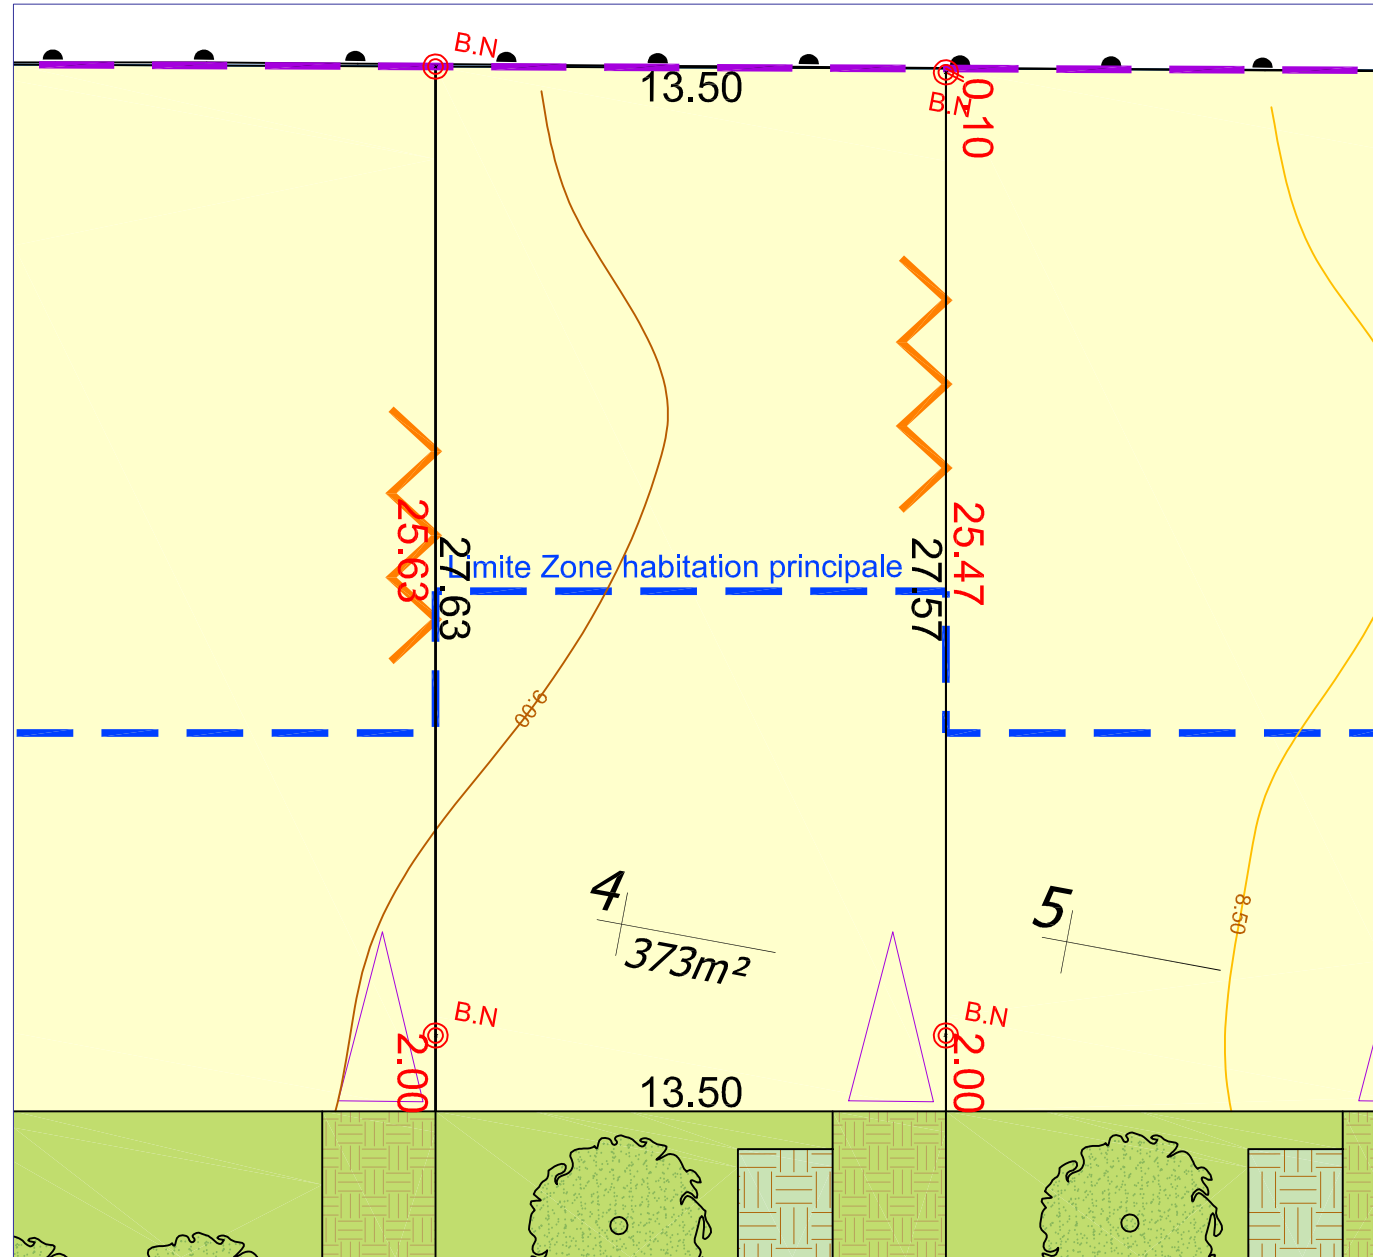 B.N
13.50
B.N
0.10
25.63
27.63
Limite Zone habitation principale
27.57
25.47
9.00
4
373m²
5
8.50
B.N
B.N
2.00
13.50
2.00